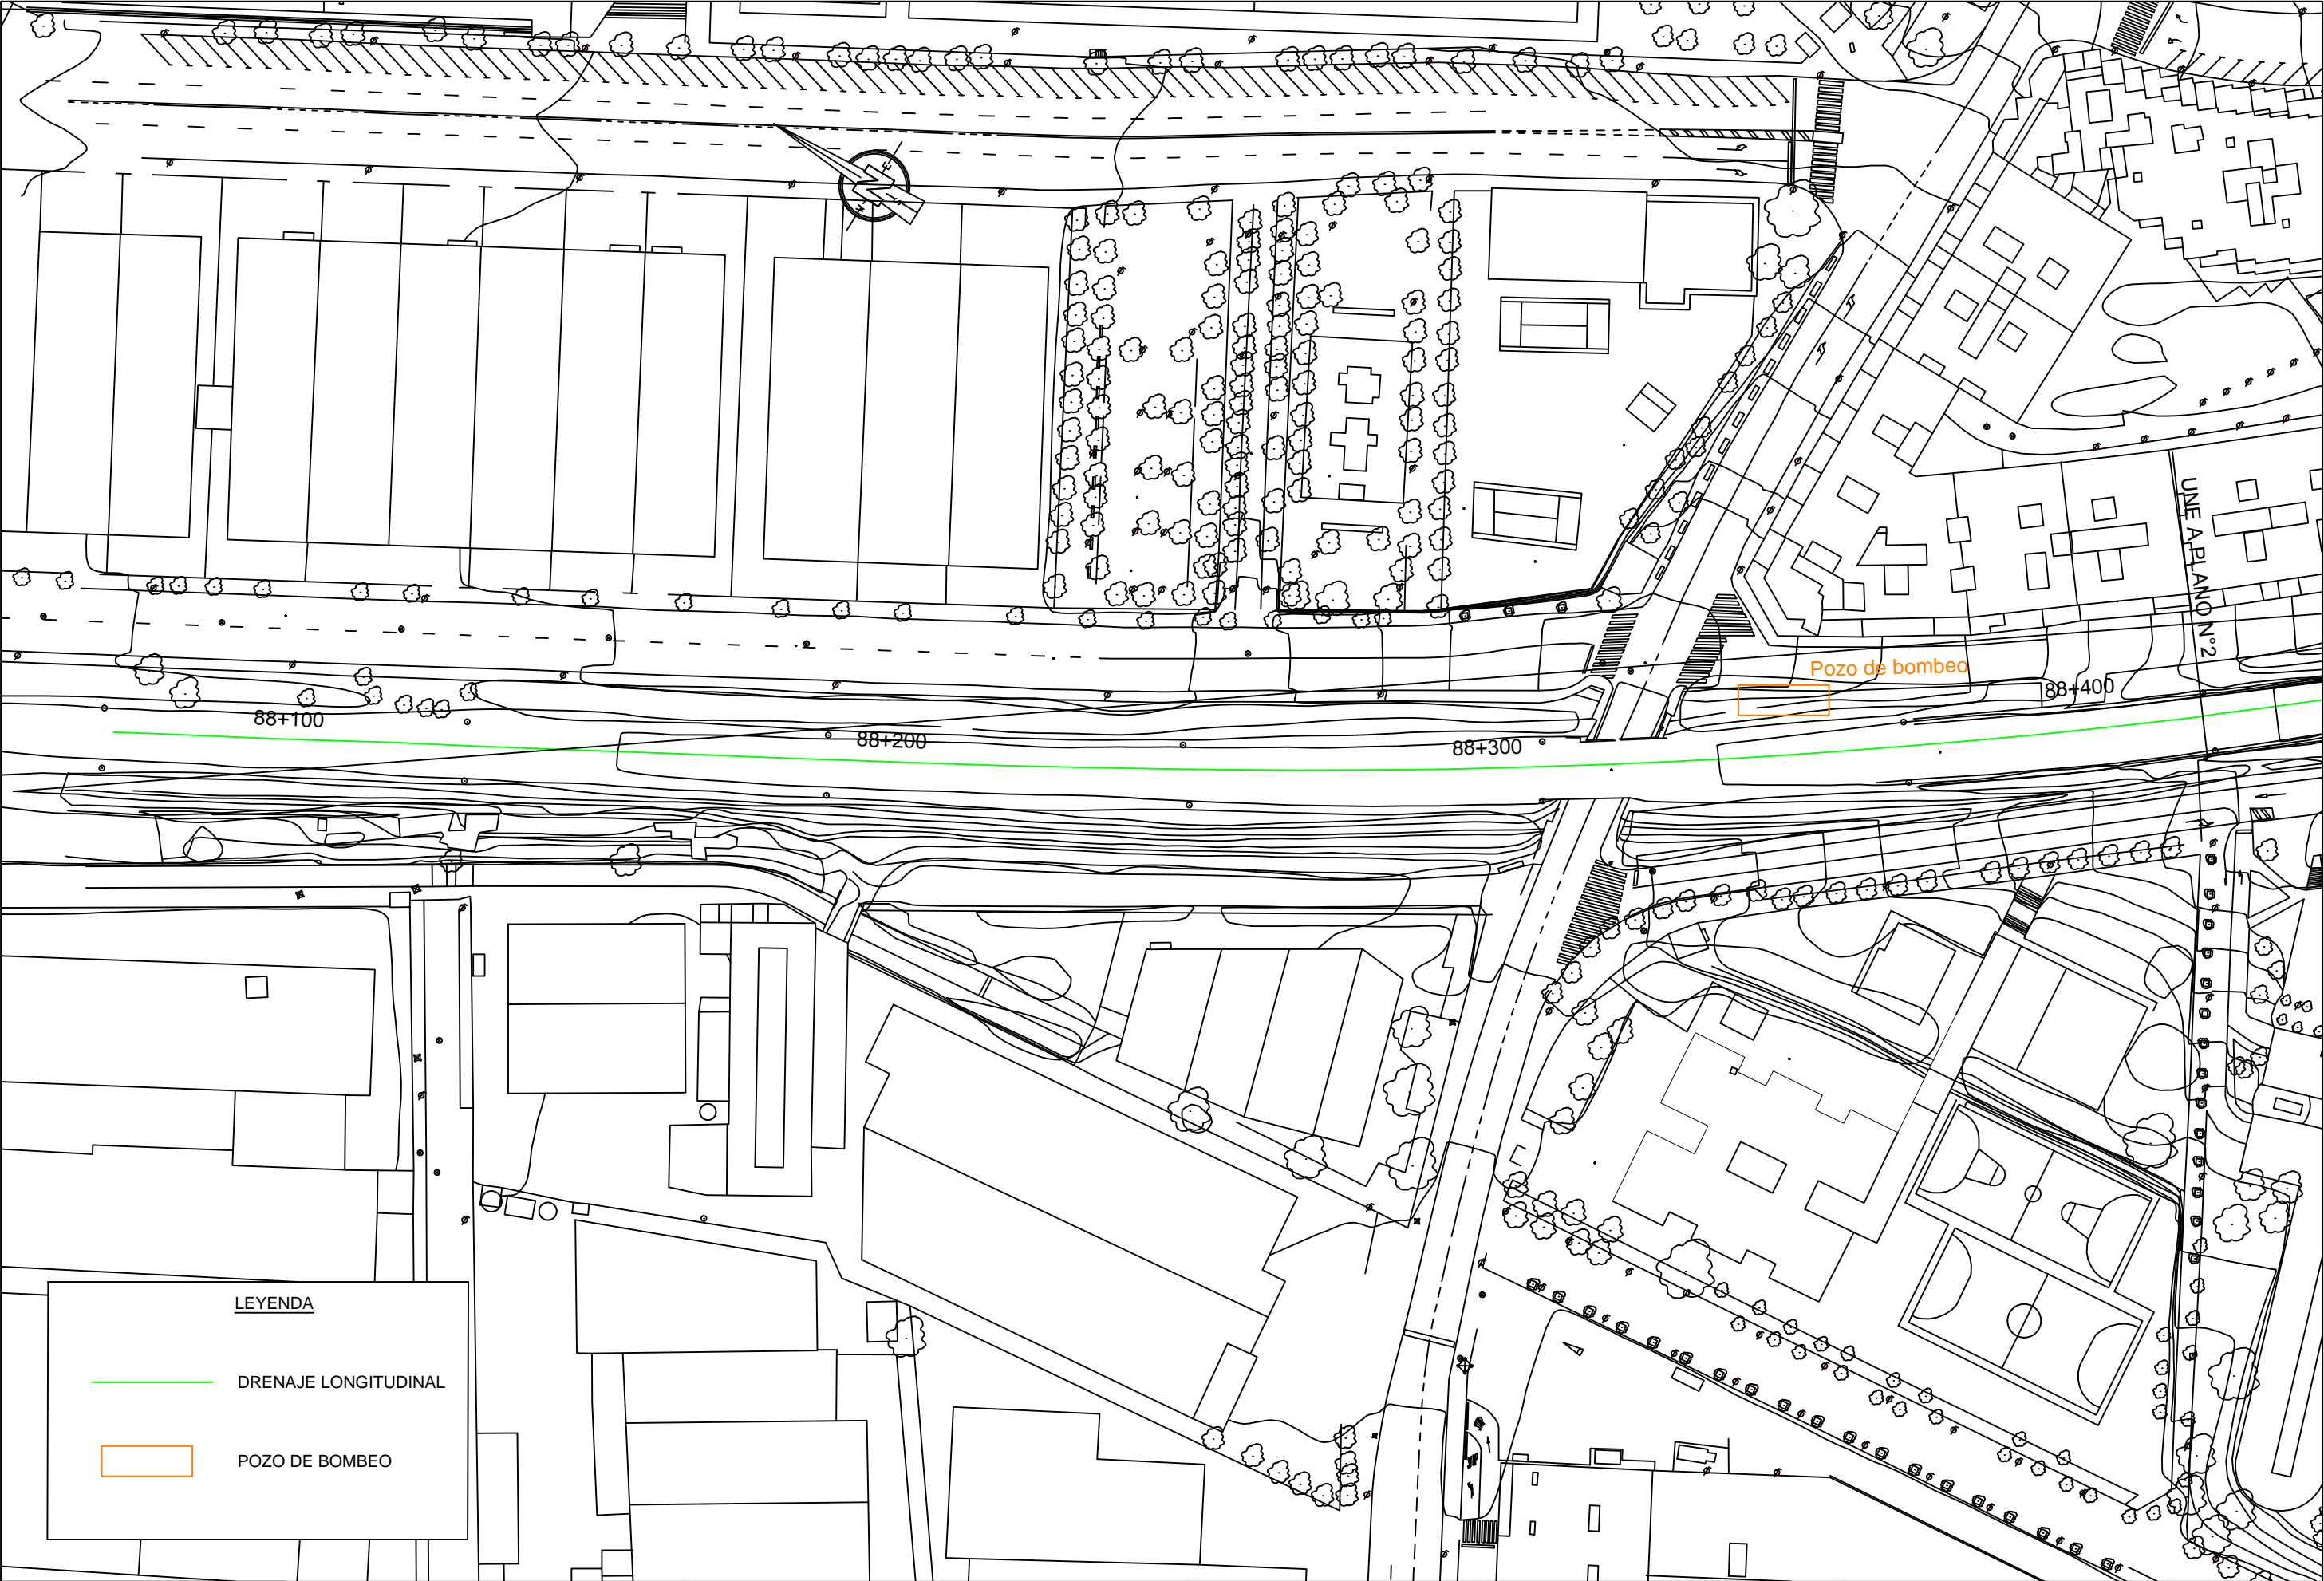 UNE A PLANO N°2
Pozo de bombeo
88+100
88+200
88+300
88+400
LEYENDA
DRENAJE LONGITUDINAL
POZO DE BOMBEO